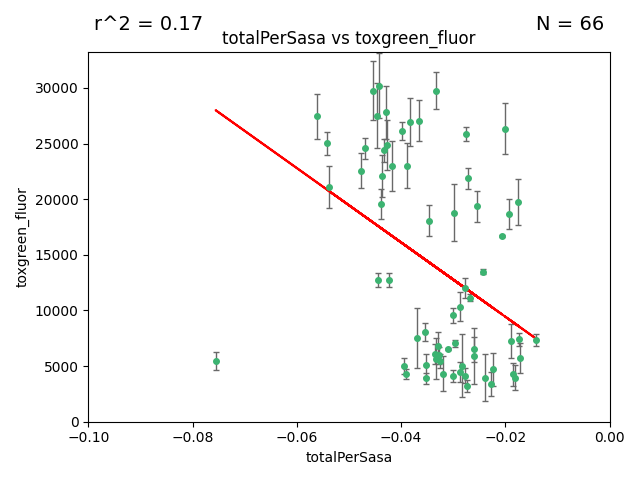 r^2 = 0.17
N = 66
totalPerSasa vs toxgreen_fluor
30000
25000
20000
15000
10000
5000
0
toxgreen_fluor
−0.10
−0.08
−0.06
−0.04
−0.02
0.00
totalPerSasa